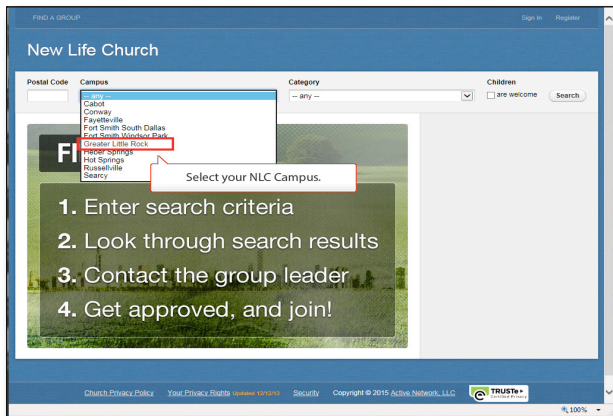 FIND A GROUP Sign In Register
New Life Church
Postal Code Campus Category Children
-- any -- -- any -- are welcome Search
Cabot
Conway
Fayetteville
Fort Smith South Dallas
Fort Smith Windsor Park
Greater Little Rock
Heber Springs
Hot Springs
Russellville
Searcy
Select your NLC Campus.
1. Enter search criteria
2. Look through search results
3. Contact the group leader
4. Get approved, and join!
Church Privacy Policy Your Privacy Rights Updated 12/12/13 Security Copyright © 2015 Active Network, LLC TRUSTe
Certified Privacy
100%